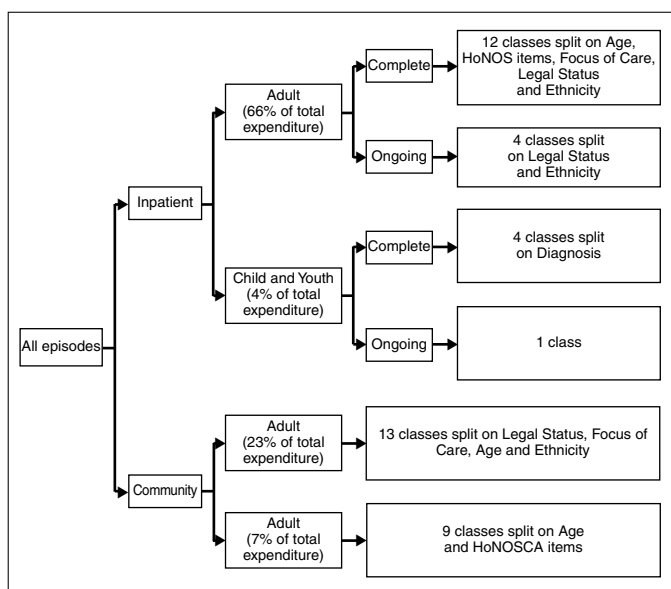 All episodes
Inpatient
Adult
(66% of total
expenditure)
Complete
12 classes split on Age,
HoNOS items, Focus of Care,
Legal Status
and Ethnicity
Ongoing
4 classes split
on Legal Status
and Ethnicity
Child and Youth
(4% of total
expenditure)
Complete
4 classes split
on Diagnosis
Ongoing
1 class
Community
Adult
(23% of total
expenditure)
13 classes split on Legal Status, Focus of
Care, Age and Ethnicity
Adult
(7% of total
expenditure)
9 classes split on Age
and HoNOSCA items